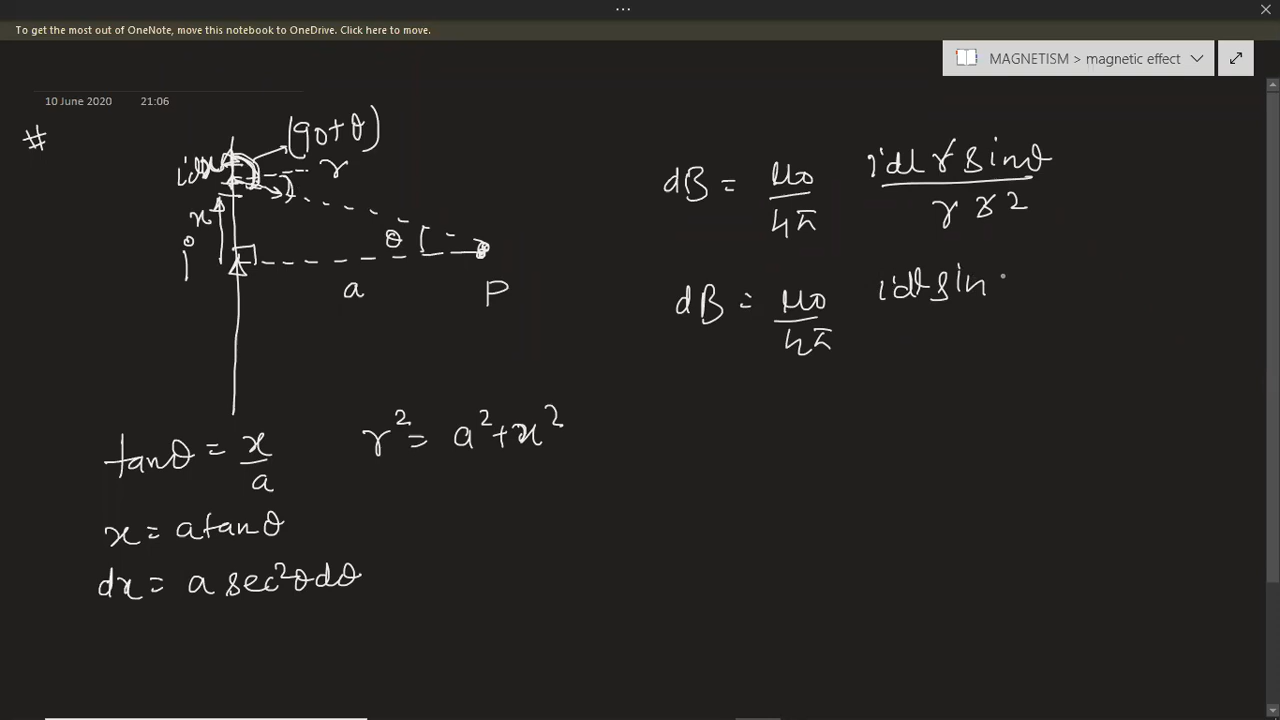 To get the most out of OneNote, move this notebook to OneDrive. Click here to move.
MAGNETISM > magnetic effect
10 June 2020 21:06
#
(90+θ)
idx
r
x
i
θ
a
P
dB = μ0/4π idl r sinθ / r r2
dB = μ0/4π idl sin
tanθ = x/a
r² = a²+x²
x = a tanθ
dx = a sec²θdθ